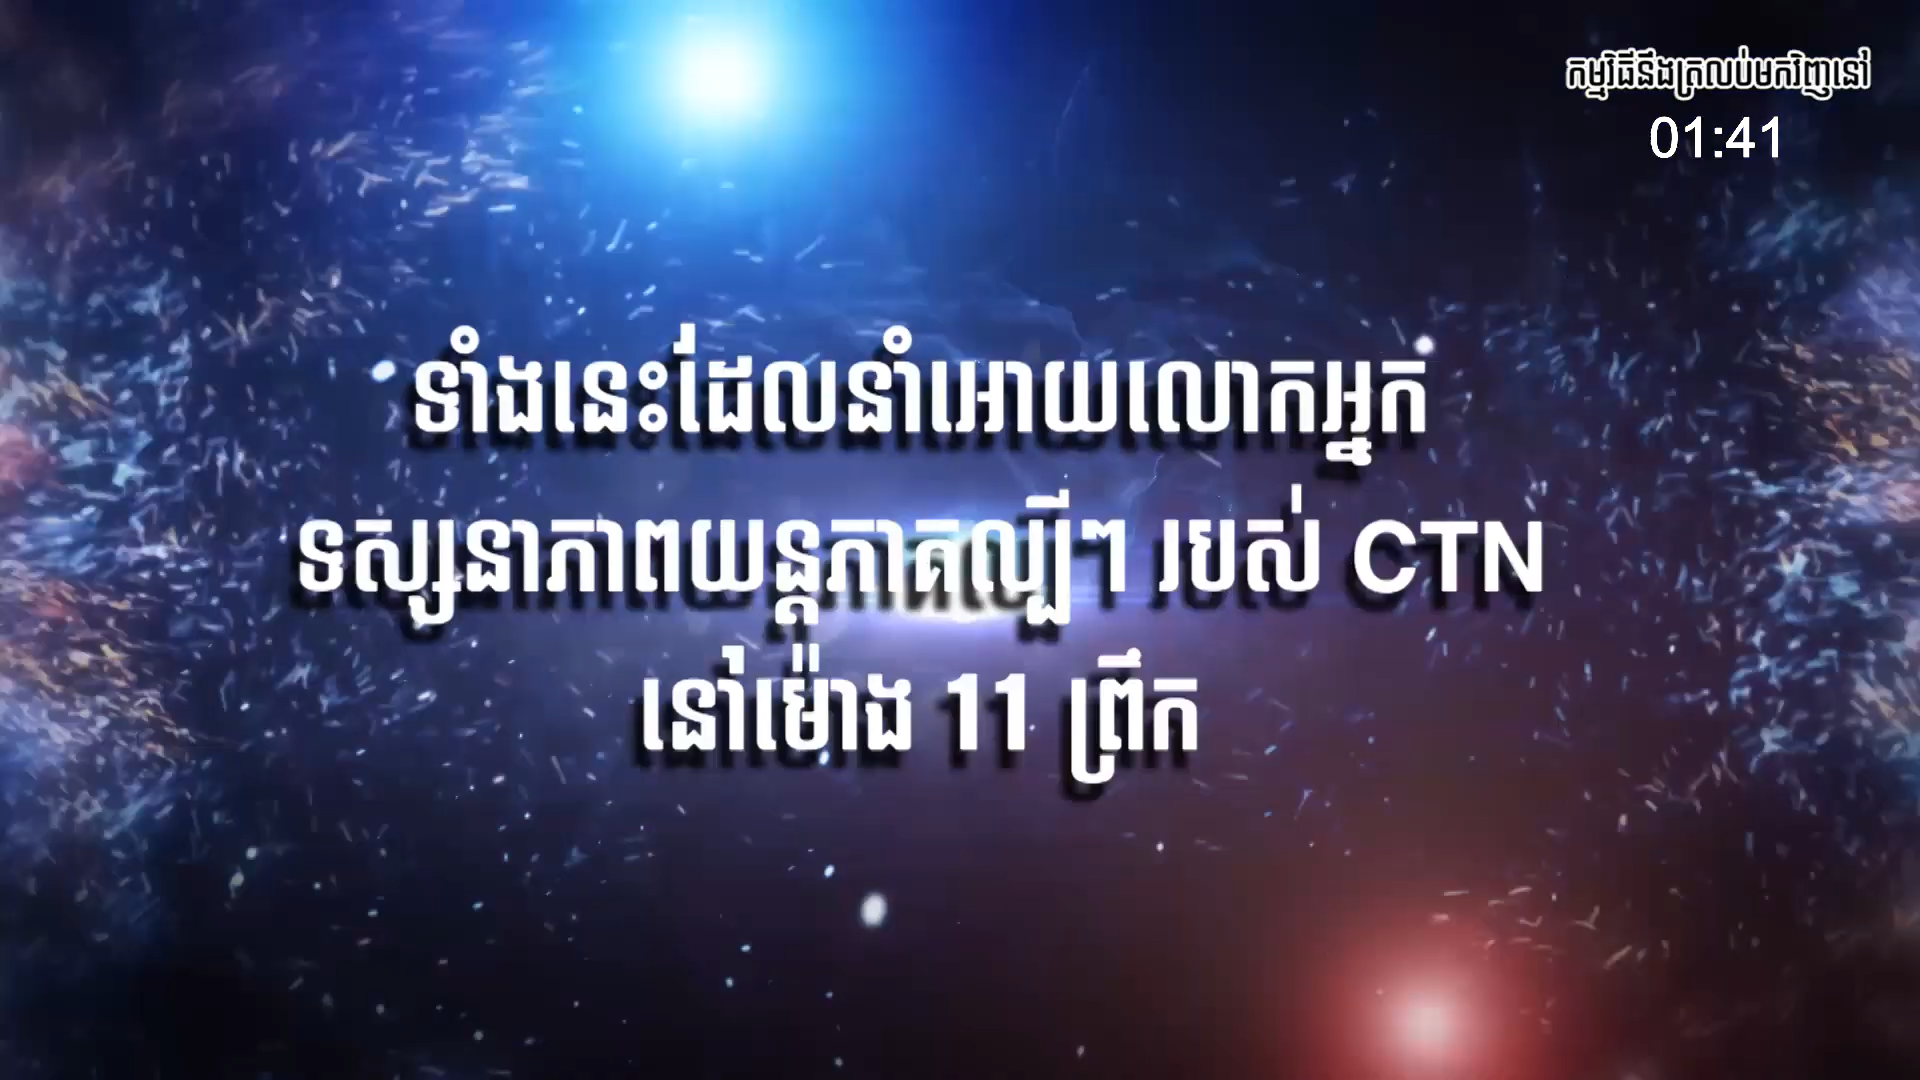 កម្មវិធីនឹងត្រលប់មកវិញនៅ
01:41
ទាំងនេះដែលនាំអោយលោកអ្នក
ទស្សនាភាពយន្តភាគល្បីៗ របស់ CTN
នៅម៉ោង 11 ព្រឹក